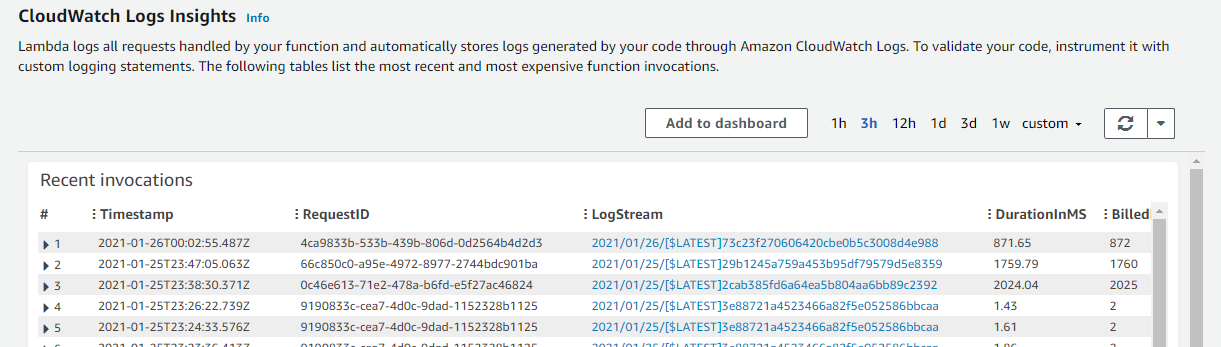 CloudWatch Logs Insights Info
Lambda logs all requests handled by your function and automatically stores logs generated by your code through Amazon CloudWatch Logs. To validate your code, instrument it with
custom logging statements. The following tables list the most recent and most expensive function invocations.
Add to dashboard 1h 3h 12h 1d 3d 1w custom
Recent invocations
# Timestamp RequestID LogStream DurationInMS Billed
1 2021-01-26T00:02:55.487Z 4ca9833b-533b-439b-806d-0d2564b4d2d3 2021/01/26/[$LATEST]73c23f270606420cbe0b5c3008d4e988 871.65 872
2 2021-01-25T23:47:05.063Z 66c850c0-a95e-4972-8977-2744bdc901ba 2021/01/25/[$LATEST]29b1245a759a453b95df79579d5e8359 1759.79 1760
3 2021-01-25T23:38:30.371Z 0c46e613-71e2-478a-b6fd-e5f27ac46824 2021/01/25/[$LATEST]2cab385fd6a64ea5b804aa6bb89c2392 2024.04 2025
4 2021-01-25T23:26:22.739Z 9190833c-cea7-4d0c-9dad-1152328b1125 2021/01/25/[$LATEST]3e88721a4523466a82f5e052586bbcaa 1.43 2
5 2021-01-25T23:24:33.576Z 9190833c-cea7-4d0c-9dad-1152328b1125 2021/01/25/[$LATEST]3e88721a4523466a82f5e052586bbcaa 1.61 2